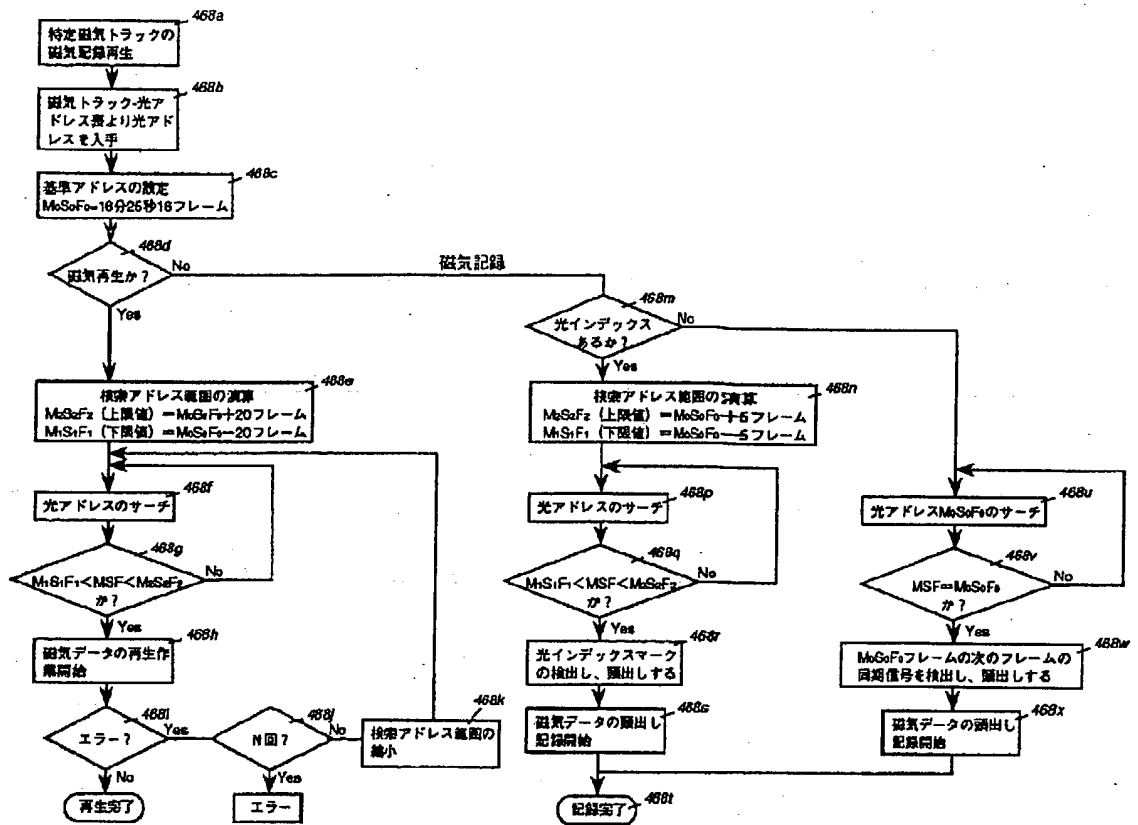 468a
特定磁気トラックの
磁気記録再生
468b
磁気トラック-光ア
ドレス表より光アド
レスを入手
468c
基準アドレスの設定
M₀S₀F₀=16分25秒16フレーム
468d
磁気再生か?
No
磁気記録
Yes
468e
検索アドレス範囲の演算
M₂S₂F₂(上限値)=M₀S₀F₀+20フレーム
M₁S₁F₁(下限値)=M₀S₀F₀-20フレーム
468f
光アドレスのサーチ
468g
M₁S₁F₁<MSF<M₂S₂F₂
か?
No
Yes
468h
磁気データの再生作
業開始
468i
エラー?
Yes
No
再生完了
468j
N回?
No
Yes
エラー
468k
検索アドレス範囲の
縮小
468m
光インデックス
あるか?
No
Yes
468n
検索アドレス範囲の演算
M₂S₂F₂(上限値)=M₀S₀F₀+5フレーム
M₁S₁F₁(下限値)=M₀S₀F₀-5フレーム
468p
光アドレスのサーチ
468q
M₁S₁F₁<MSF<M₂S₂F₂
か?
No
Yes
468r
光インデックスマーク
の検出し、頭出しする
468s
磁気データの頭出し
記録開始
468t
記録完了
468u
光アドレスM₀S₀F₀のサーチ
468v
MSF=M₀S₀F₀
か?
No
Yes
468w
M₀S₀F₀フレームの次のフレームの
同期信号を検出し、頭出しする
468x
磁気データの頭出し
記録開始